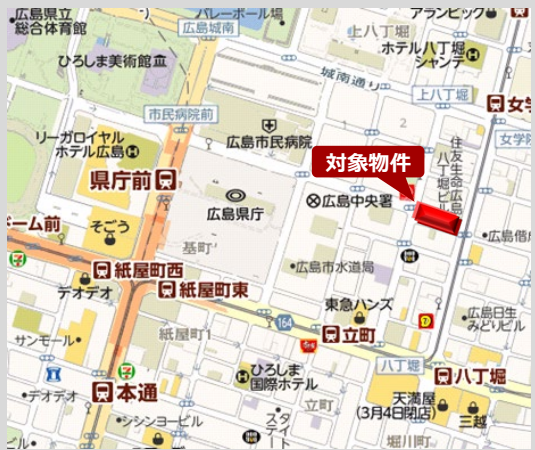 広島県立
総合体育館
バレーボール場
アランビック
広島城南
上八丁堀
ホテル八丁堀
シャンテ
ひろしま美術館
城南通り
上八丁堀
女学
市民病院前
1
2
広島市民病院
女学院
リーガロイヤル
ホテル広島
住友生命広島
八丁堀ビル
対象物件
県庁前
広島県庁
広島中央署
ーム前
そごう
基町
広島偕
紙屋町西
広島市水道局
デオデオ
紙屋町東
東急ハンズ
164
広島日生
みどりビル
サンモール
紙屋町1
立町
ひろしま
国際ホテル
八丁堀
八丁堀
デオデオ
本通
立町
天満屋
(3月4日閉店)
三越
シシンヨービル
スタ
テイ
ート
堀川町